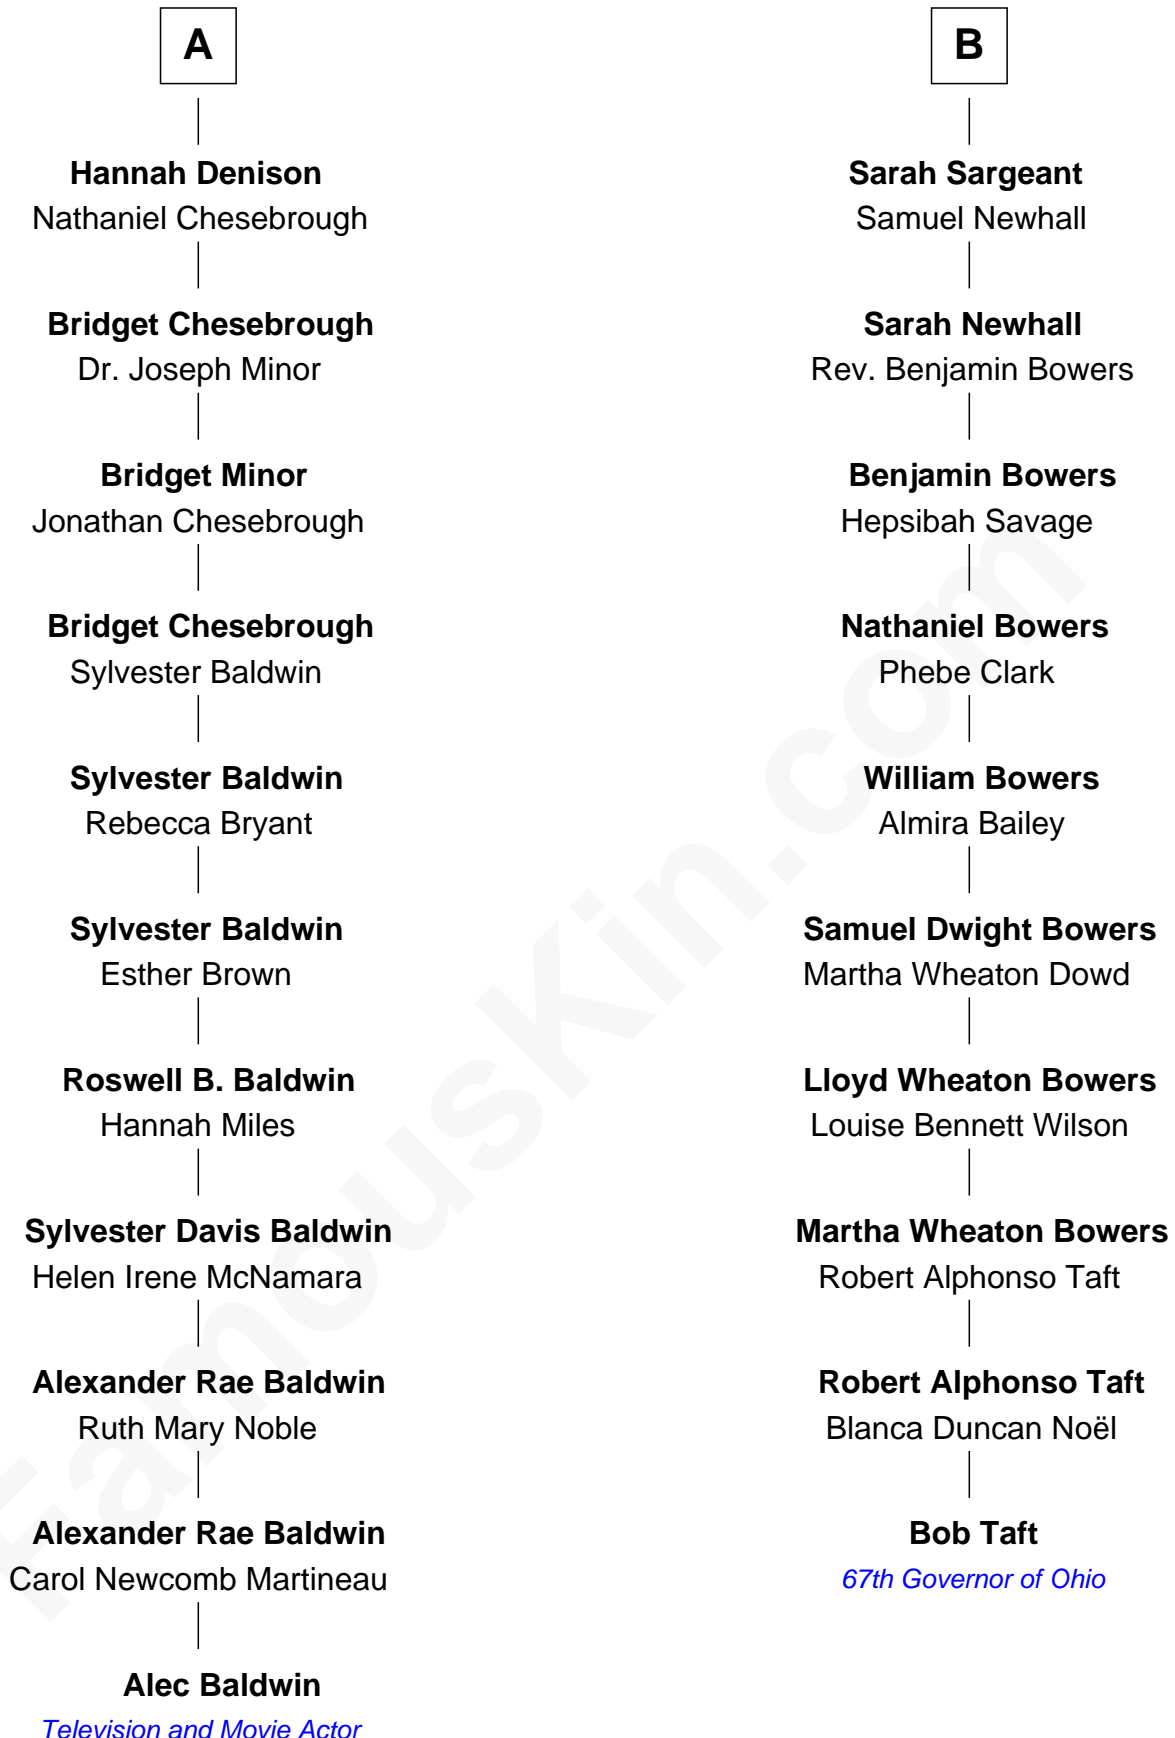 A
Hannah Denison
Nathaniel Chesebrough
Bridget Chesebrough
Dr. Joseph Minor
Bridget Minor
Jonathan Chesebrough
Bridget Chesebrough
Sylvester Baldwin
Sylvester Baldwin
Rebecca Bryant
Sylvester Baldwin
Esther Brown
Roswell B. Baldwin
Hannah Miles
Sylvester Davis Baldwin
Helen Irene McNamara
Alexander Rae Baldwin
Ruth Mary Noble
Alexander Rae Baldwin
Carol Newcomb Martineau
Alec Baldwin
Television and Movie Actor
B
Sarah Sargeant
Samuel Newhall
Sarah Newhall
Rev. Benjamin Bowers
Benjamin Bowers
Hepsibah Savage
Nathaniel Bowers
Phebe Clark
William Bowers
Almira Bailey
Samuel Dwight Bowers
Martha Wheaton Dowd
Lloyd Wheaton Bowers
Louise Bennett Wilson
Martha Wheaton Bowers
Robert Alphonso Taft
Robert Alphonso Taft
Blanca Duncan Noël
Bob Taft
67th Governor of Ohio
FamousKin.com